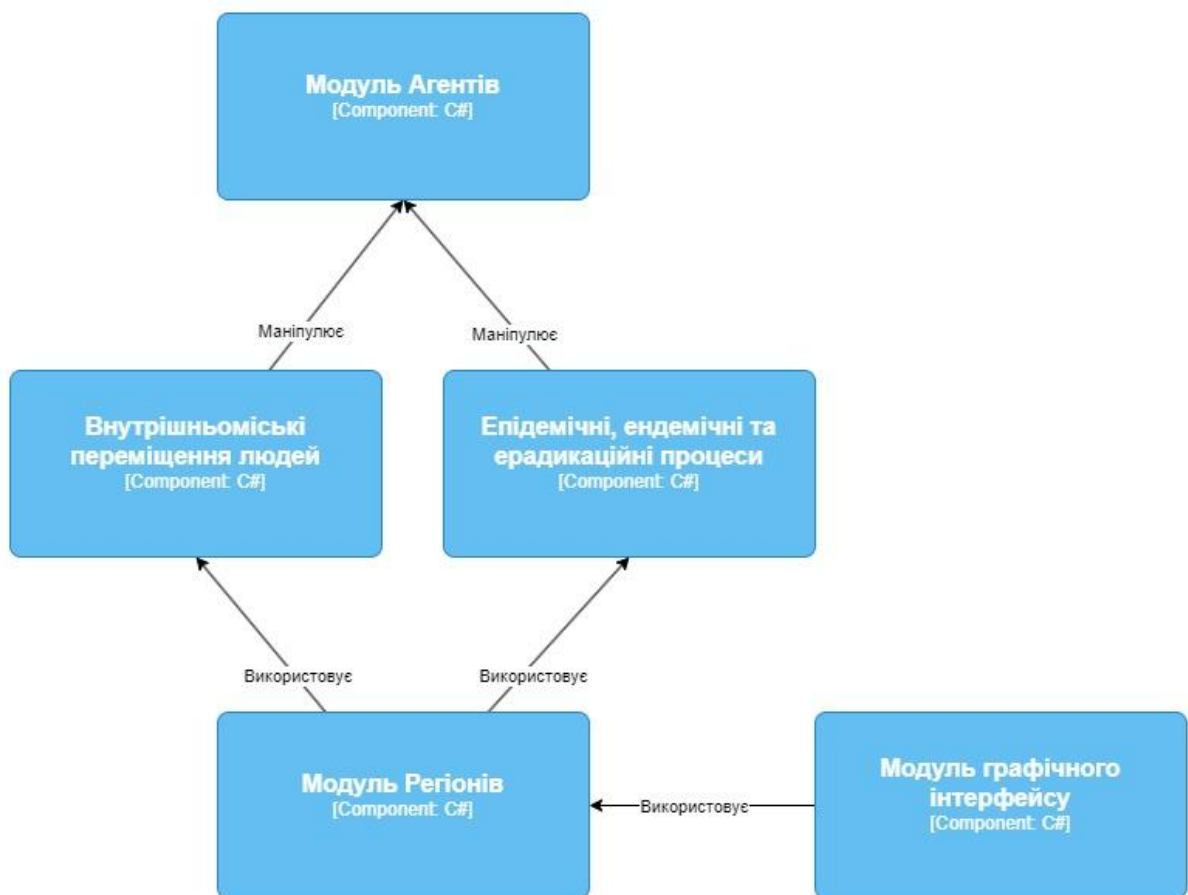 Модуль Агентів
[Component: C#]
Маніпулює
Маніпулює
Внутрішньоміські
переміщення людей
[Component: C#]
Епідемічні, ендемічні та
ерадикаційні процеси
[Component: C#]
Використовує
Використовує
Модуль Регіонів
[Component: C#]
Використовує
Модуль графічного
інтерфейсу
[Component: C#]